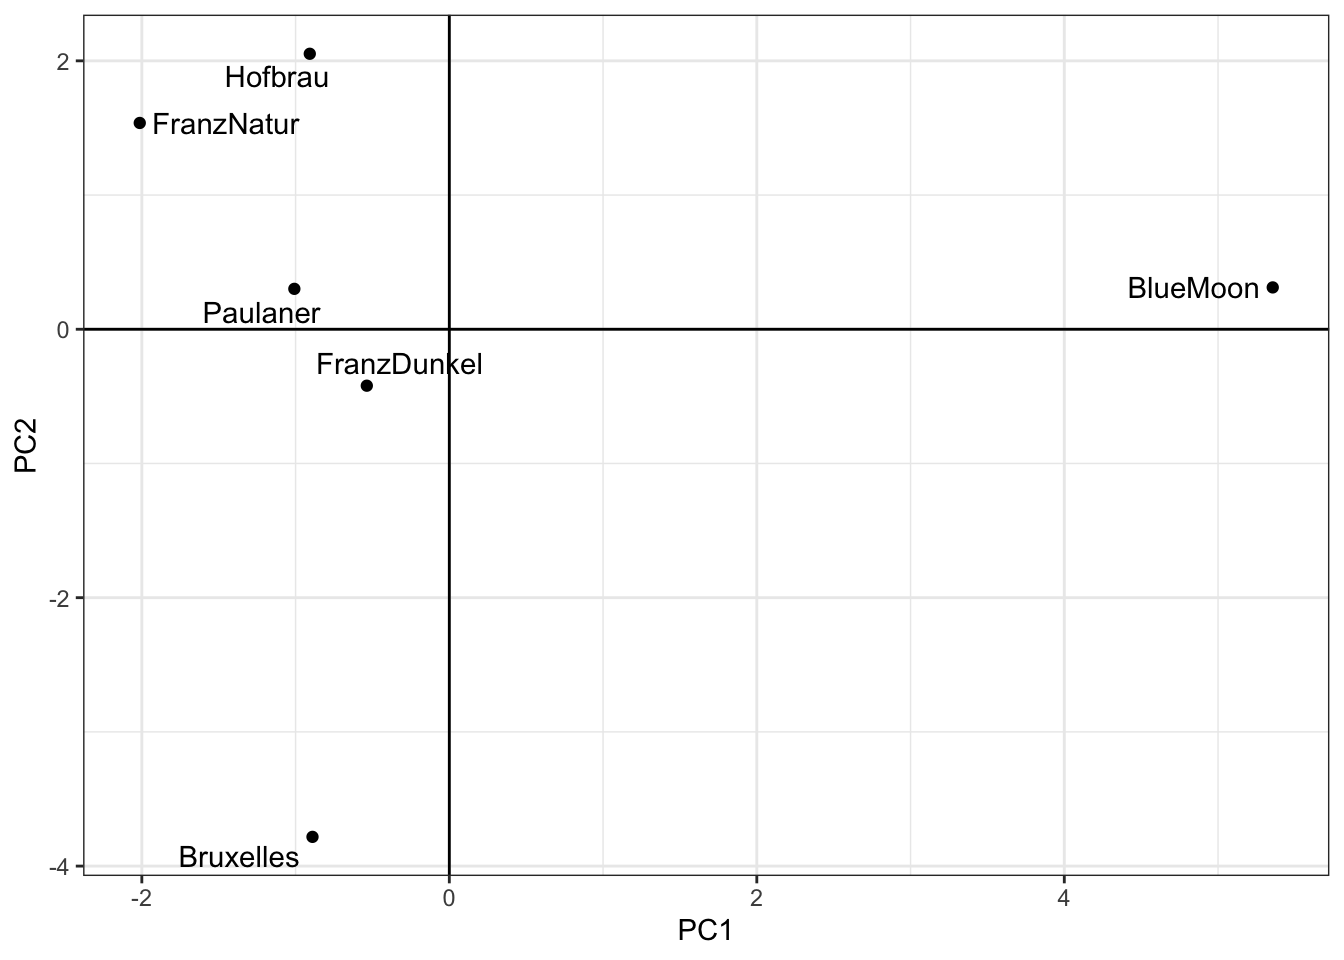 2
Hofbrau
FranzNatur
BlueMoon
Paulaner
0
FranzDunkel
PC2
-2
Bruxelles
-4
-2 0 2 4
PC1